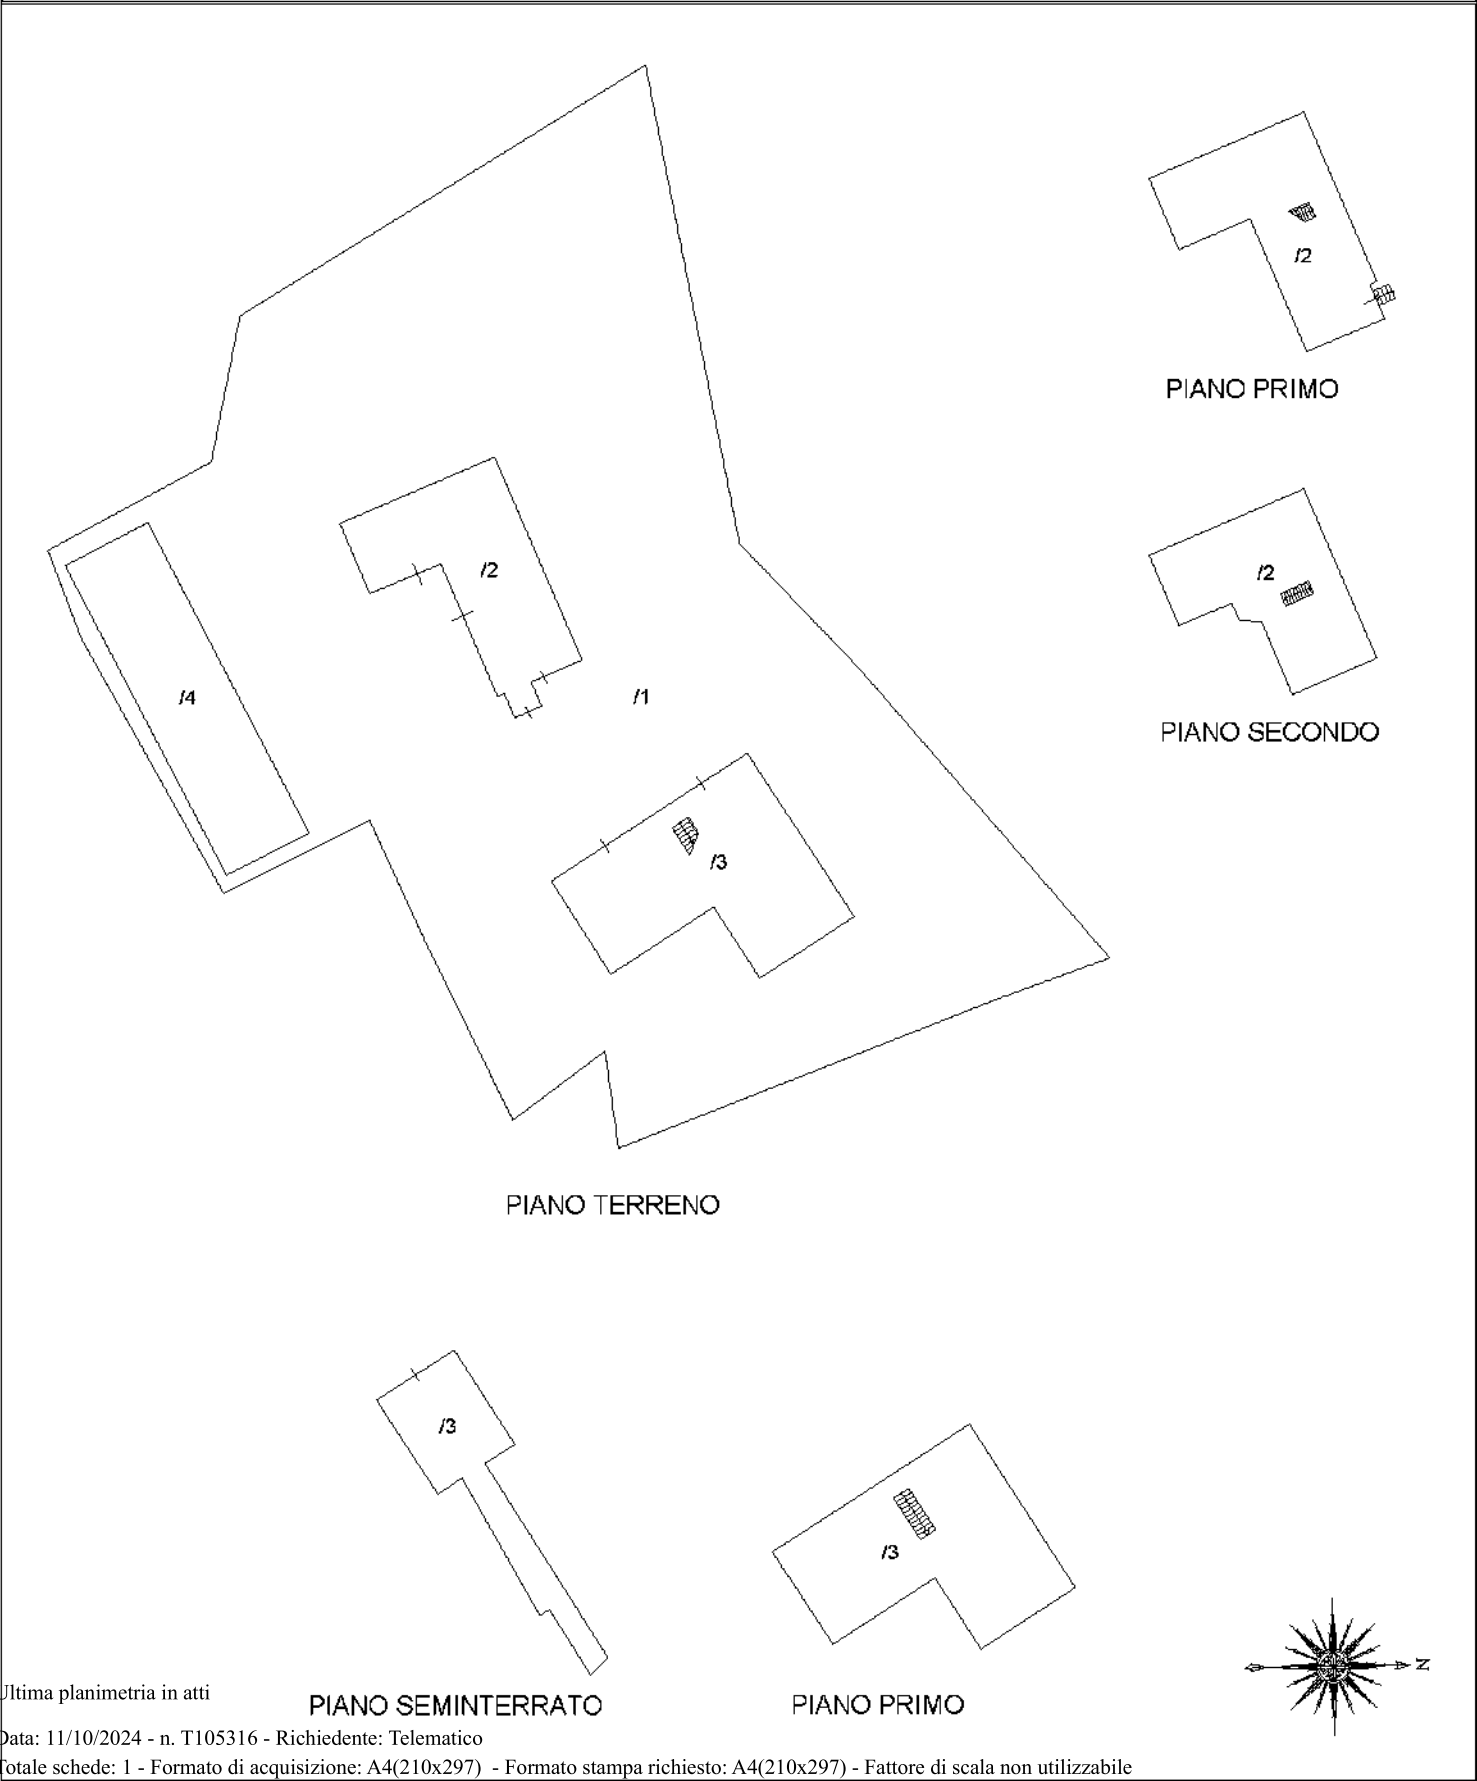 /2
PIANO PRIMO
/2
/2
PIANO SECONDO
/4
/1
/3
PIANO TERRENO
/3
/3
N
PIANO SEMINTERRATO
PIANO PRIMO
Ultima planimetria in atti
Data: 11/10/2024 - n. T105316 - Richiedente: Telematico
Totale schede: 1 - Formato di acquisizione: A4(210x297) - Formato stampa richiesto: A4(210x297) - Fattore di scala non utilizzabile